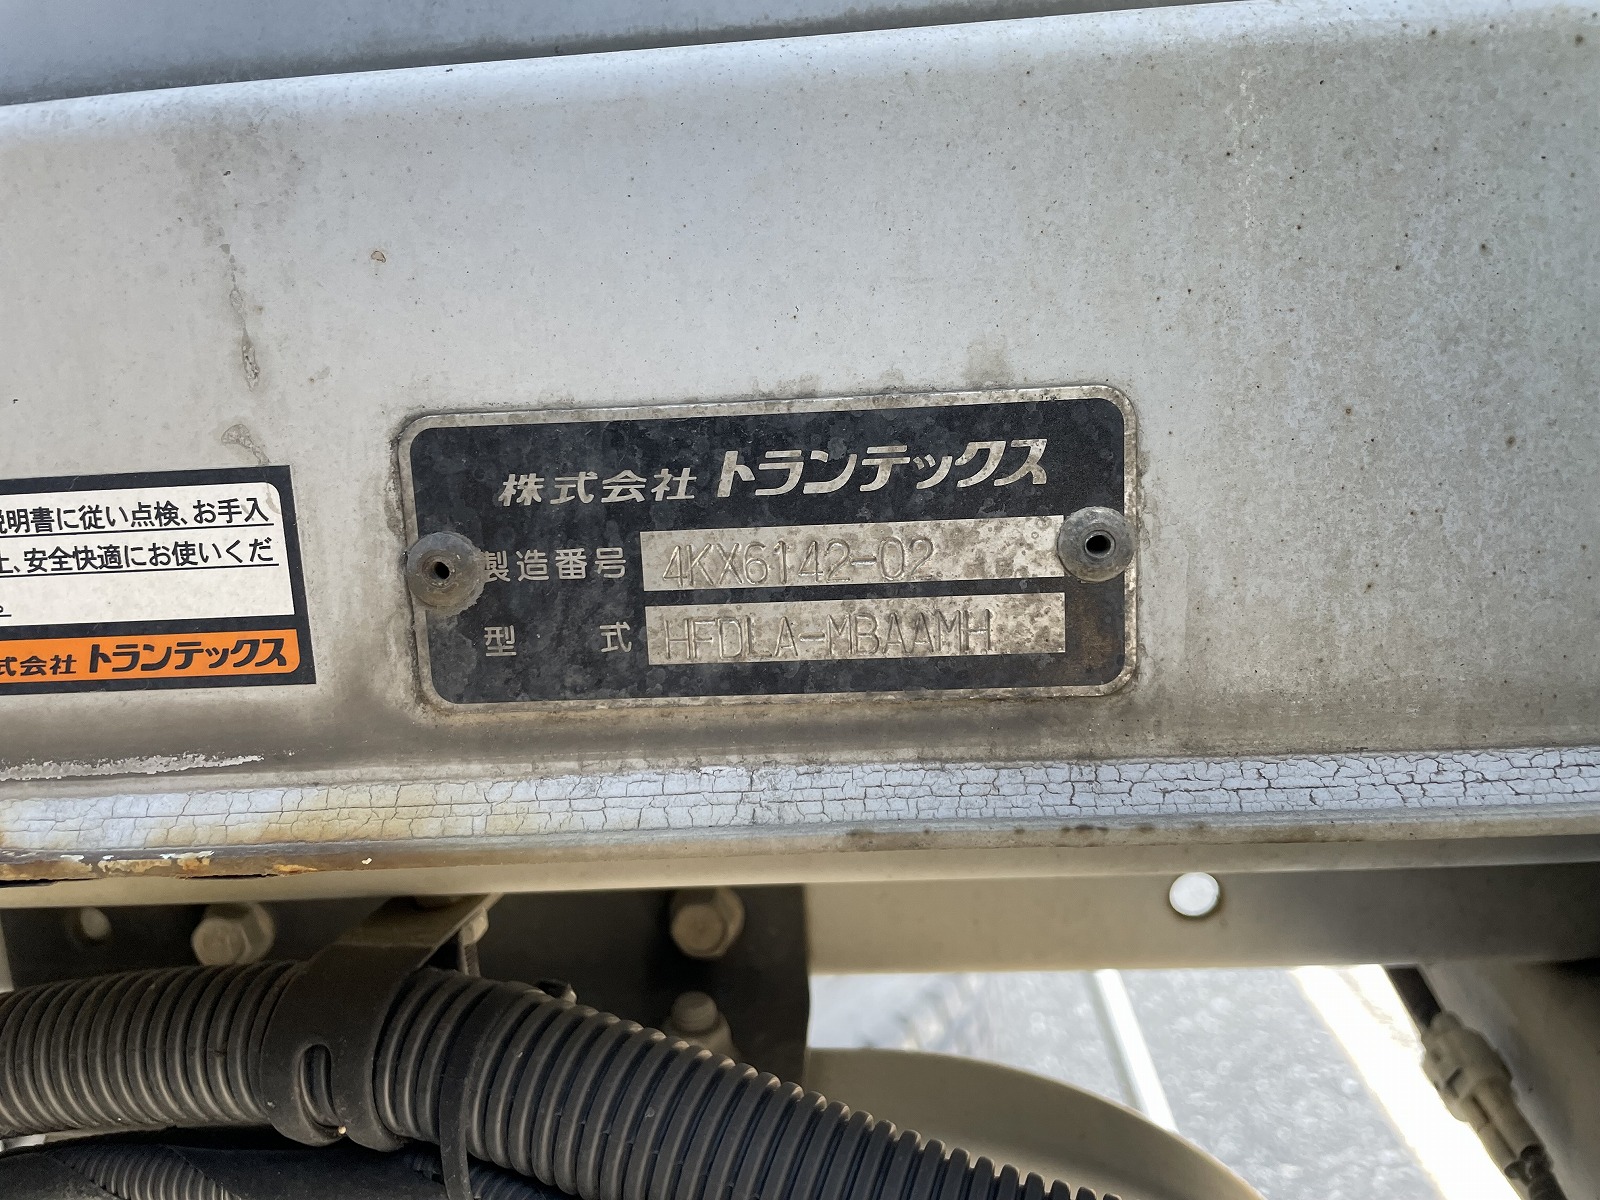 説明書に従い点検、お手入
、安全快適にお使いくだ
。
式会社 トランテックス
株式会社 トランテックス
製造番号 4KX6142-02
型式 HFDLA-MBAAMH